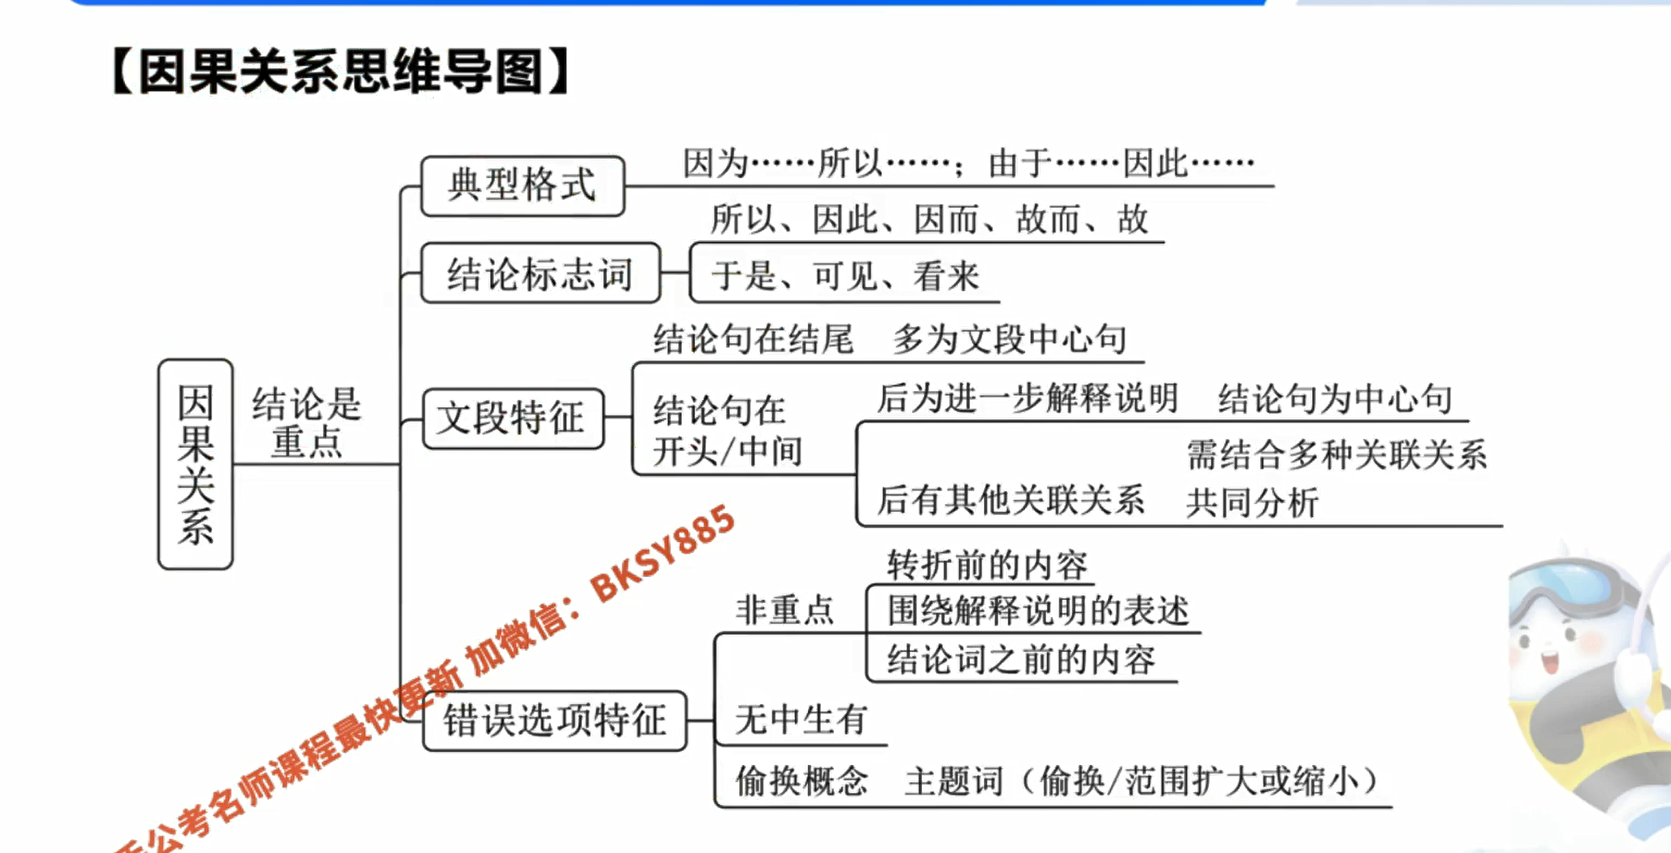 【因果关系思维导图】
典型格式
因为……所以……；由于……因此……
结论标志词
所以、因此、因而、故而、故
于是、可见、看来
因果关系
结论是
重点
文段特征
结论句在结尾 多为文段中心句
结论句在
开头/中间
后为进一步解释说明 结论句为中心句
后有其他关联关系
需结合多种关联关系
共同分析
错误选项特征
非重点
转折前的内容
围绕解释说明的表述
结论词之前的内容
无中生有
偷换概念 主题词（偷换/范围扩大或缩小）
公考名师课程最快更新 加微信：BKSY885